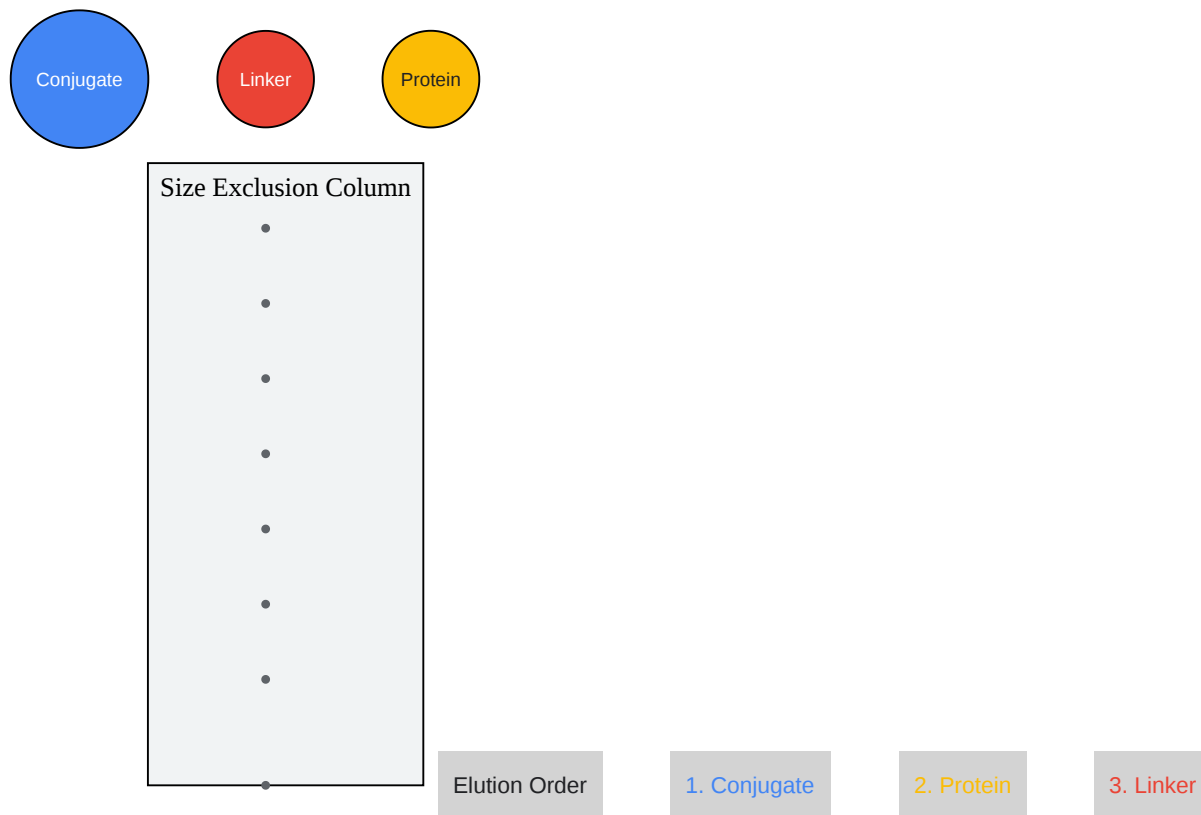 Conjugate
Linker
Protein
Size Exclusion Column
Elution Order
1. Conjugate
2. Protein
3. Linker